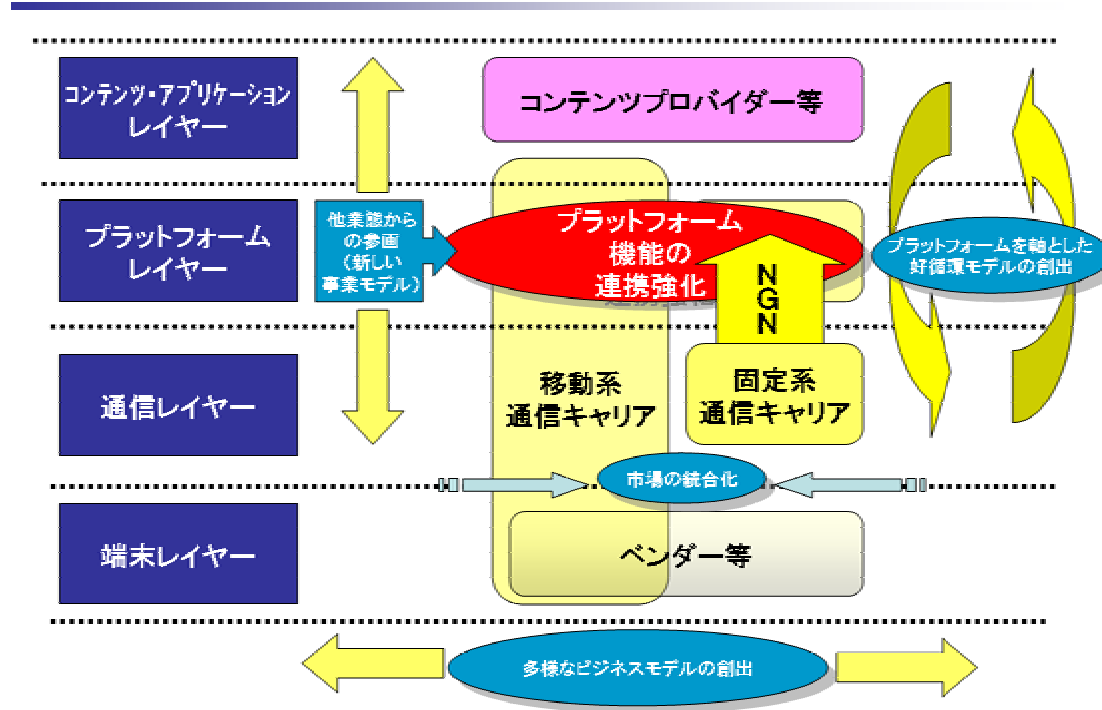 コンテンツ・アプリケーション
レイヤー
コンテンツプロバイダー等
プラットフォーム
レイヤー
他業態から
の参画
(新しい
事業モデル)
プラットフォーム
機能の
連携強化
NGN
プラットフォームを軸とした
好循環モデルの創出
通信レイヤー
移動系
通信キャリア
固定系
通信キャリア
市場の統合化
端末レイヤー
ベンダー等
多様なビジネスモデルの創出